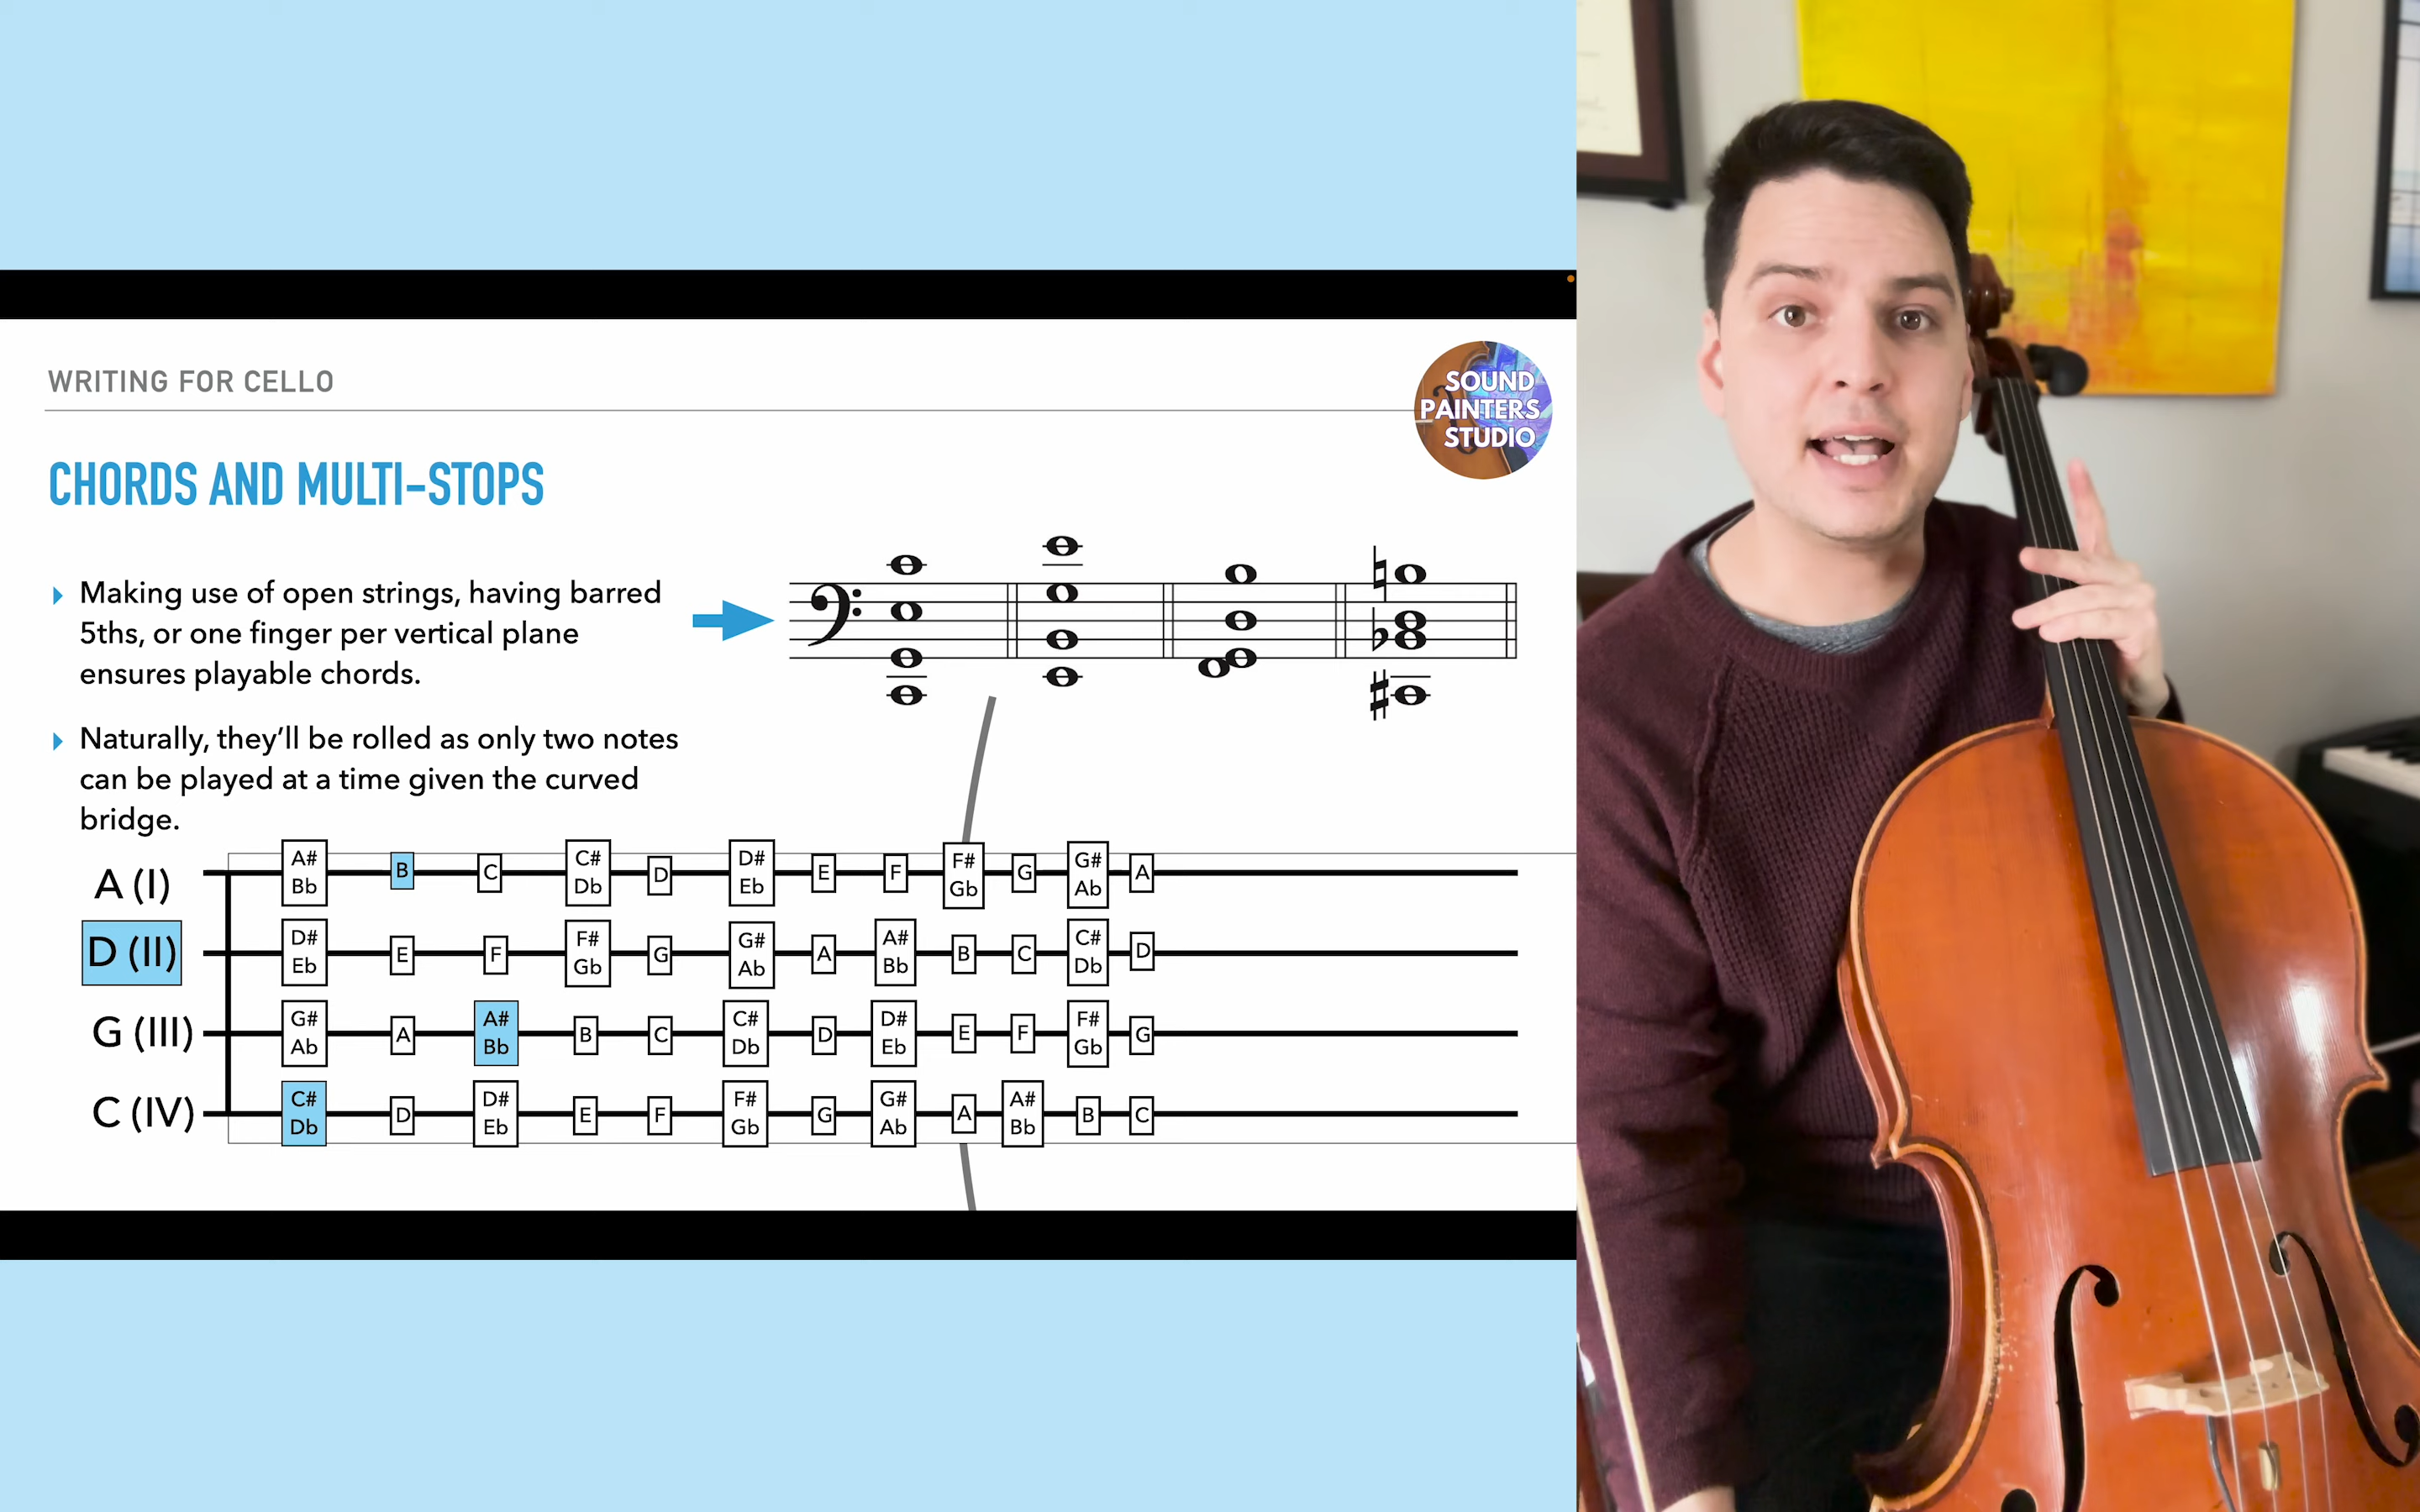 WRITING FOR CELLO
SOUND
PAINTERS
STUDIO
CHORDS AND MULTI-STOPS
Making use of open strings, having barred
5ths, or one finger per vertical plane
ensures playable chords.
Naturally, they'll be rolled as only two notes
can be played at a time given the curved
bridge.
A (I)
A# Bb
B
C
C# Db
D
D# Eb
E
F
F# Gb
G
G# Ab
A
D (II)
D# Eb
E
F
F# Gb
G
G# Ab
A
A# Bb
B
C
C# Db
D
G (III)
G# Ab
A
A# Bb
B
C
C# Db
D
D# Eb
E
F
F# Gb
G
C (IV)
C# Db
D
D# Eb
E
F
F# Gb
G
G# Ab
A
A# Bb
B
C